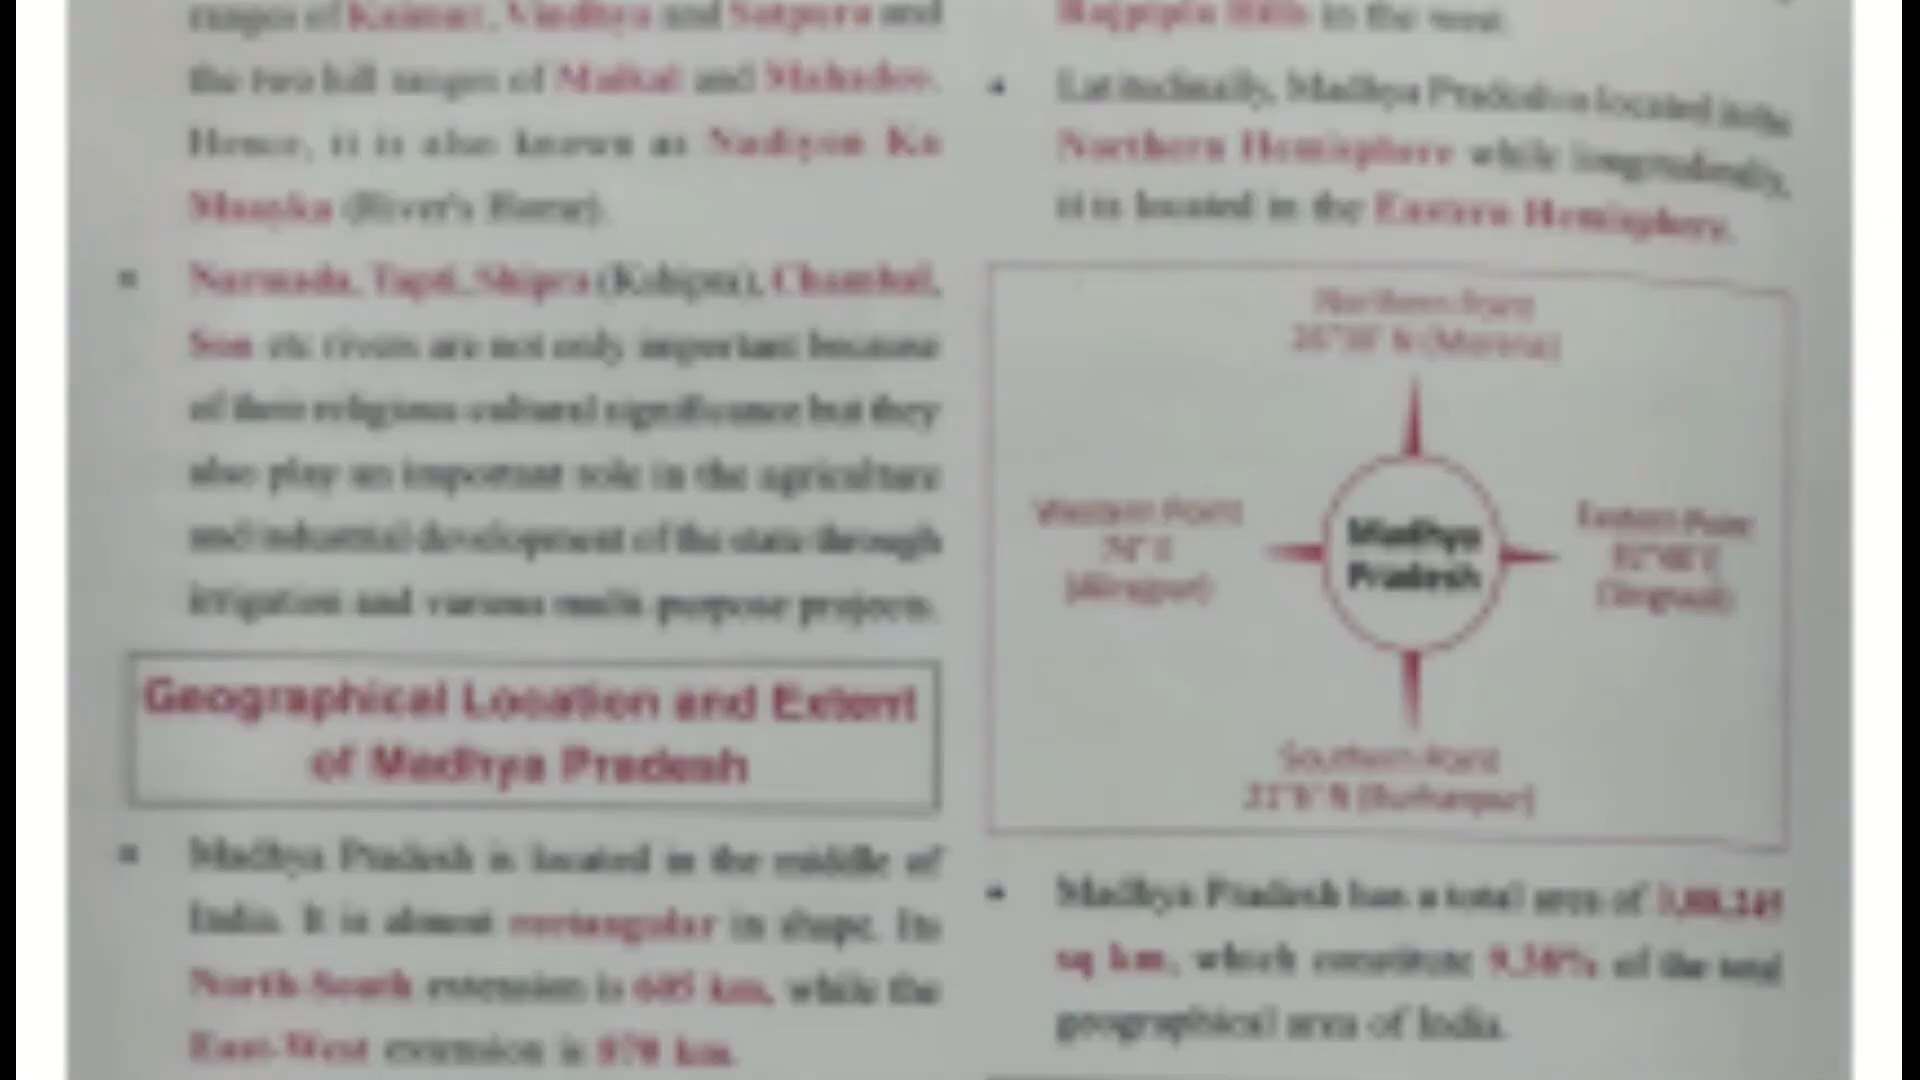 ranges of Kaimur, Vindhya and Satpura and
the two hill ranges of Maikal and Mahadeo.
Hence, it is also known as Nadiyon Ka
Maayka (River's Home).
Narmada, Tapti, Shipra (Kshipra), Chambal,
Son etc rivers are not only important because
of their religious-cultural significance but they
also play an important role in the agriculture
and industrial development of the state through
irrigation and various multi-purpose projects.
Geographical Location and Extent
of Madhya Pradesh
Madhya Pradesh is located in the middle of
India. It is almost rectangular in shape. Its
North-South extension is 605 km, while the
East-West extension is 870 km.
Rajpipla Hills in the west.
Latitudinally, Madhya Pradesh is located in the
Northern Hemisphere while longitudinally,
it is located in the Eastern Hemisphere.
Northern Point
N (Morena)
Western Point
74° E
(Alirajpur)
Madhya
Pradesh
Eastern Point
(Singrauli)
Southern Point
N (Burhanpur)
Madhya Pradesh has a total area of
sq km, which constitute of the total
geographical area of India.